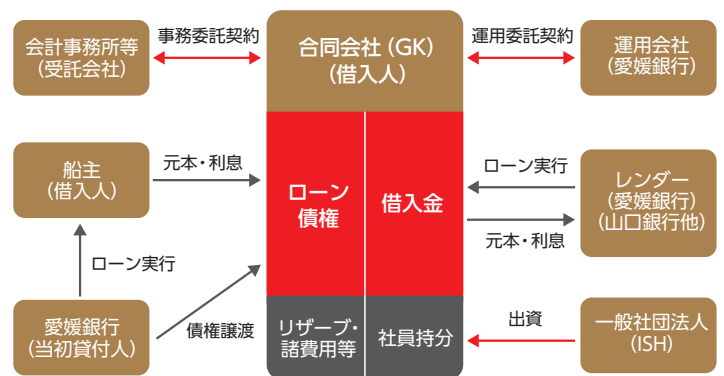 会計事務所等
(受託会社)
事務委託契約
合同会社(GK)
(借入人)
運用委託契約
運用会社
(愛媛銀行)
船主
(借入人)
元本・利息
ローン
債権
借入金
ローン実行
元本・利息
レンダー
(愛媛銀行)
(山口銀行他)
ローン実行
愛媛銀行
(当初貸付人)
債権譲渡
リザーブ・
諸費用等
社員持分
出資
一般社団法人
(ISH)